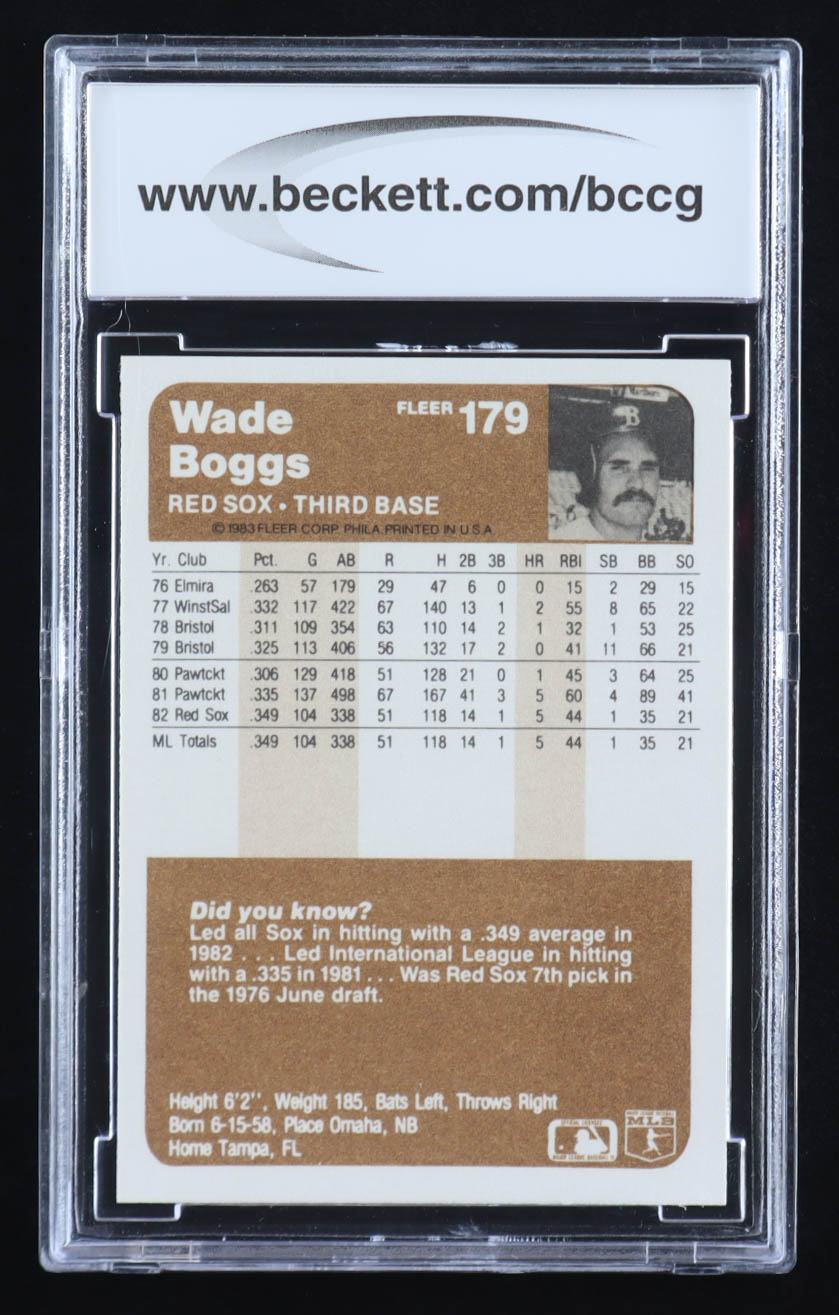 www.beckett.com/bccg
Wade
Boggs
FLEER 179
RED SOX • THIRD BASE
© 1983 FLEER CORP. PHILA. PRINTED IN U.S.A.
Yr. Club Pct. G AB R H 2B 3B HR RBI SB BB SO
76 Elmira .263 57 179 29 47 6 0 0 15 2 29 15
77 WinstSal .332 117 422 67 140 13 1 2 55 8 65 22
78 Bristol .311 109 354 63 110 14 2 1 32 1 53 25
79 Bristol .325 113 406 56 132 17 2 0 41 11 66 21
80 Pawtckt .306 129 418 51 128 21 0 1 45 3 64 25
81 Pawtckt .335 137 498 67 167 41 3 5 60 4 89 41
82 Red Sox .349 104 338 51 118 14 1 5 44 1 35 21
ML Totals .349 104 338 51 118 14 1 5 44 1 35 21
Did you know?
Led all Sox in hitting with a .349 average in
1982 . . . Led International League in hitting
with a .335 in 1981 . . . Was Red Sox 7th pick in
the 1976 June draft.
Height 6'2", Weight 185, Bats Left, Throws Right
Born 6-15-58, Place Omaha, NB
Home Tampa, FL
MLB